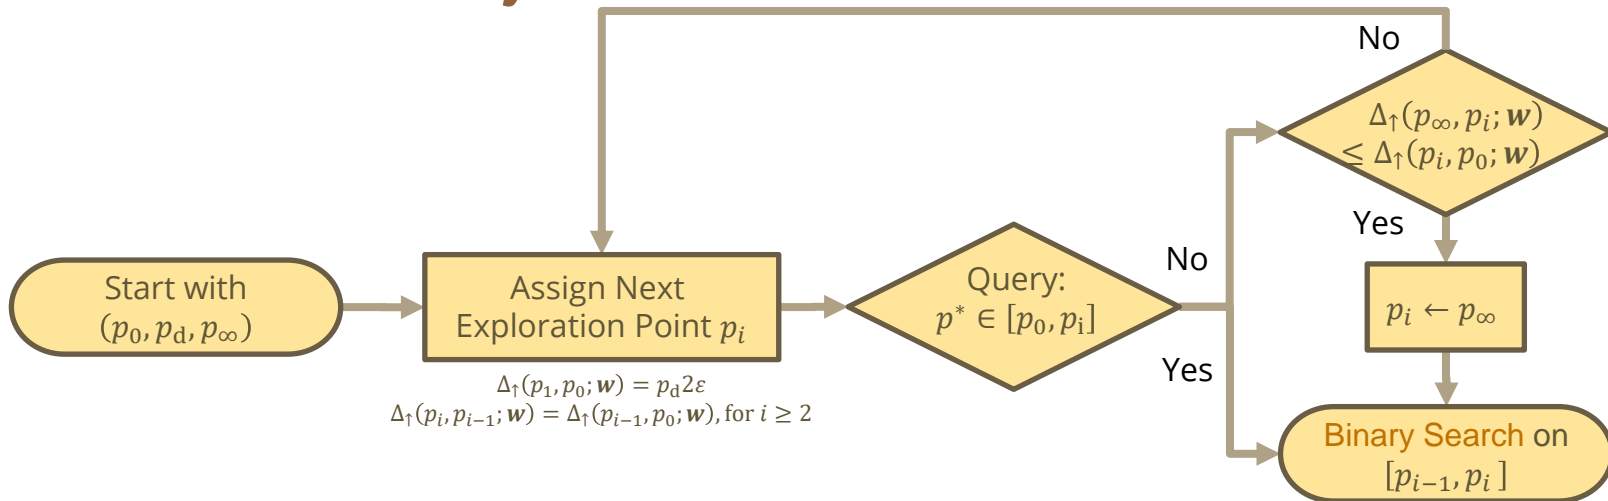 No
Δ↑(p∞, pi; w)
≤ Δ↑(pi, p0; w)
Yes
Start with
(p0, pd, p∞)
Assign Next
Exploration Point pi
Query:
p* ∈ [p0, pi]
No
Yes
pi ← p∞
Δ↑(p1, p0; w) = pd2ε
Δ↑(pi, pi−1; w) = Δ↑(pi−1, p0; w), for i ≥ 2
Binary Search on
[pi−1, pi ]